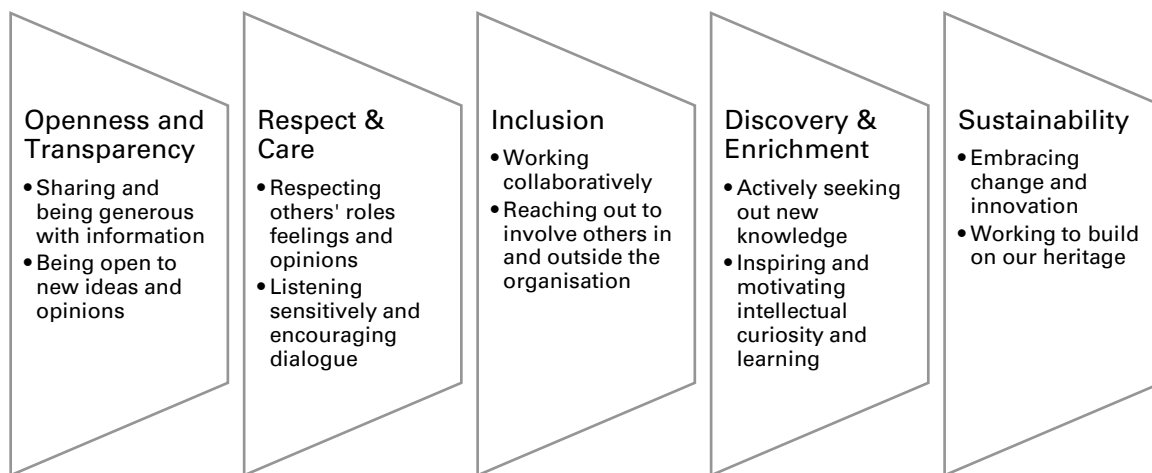 Openness and
Transparency
•Sharing and
being generous
with information
•Being open to
new ideas and
opinions
Respect &
Care
•Respecting
others' roles
feelings and
opinions
•Listening
sensitively and
encouraging
dialogue
Inclusion
•Working
collaboratively
•Reaching out to
involve others in
and outside the
organisation
Discovery &
Enrichment
•Actively seeking
out new
knowledge
•Inspiring and
motivating
intellectual
curiosity and
learning
Sustainability
•Embracing
change and
innovation
•Working to build
on our heritage